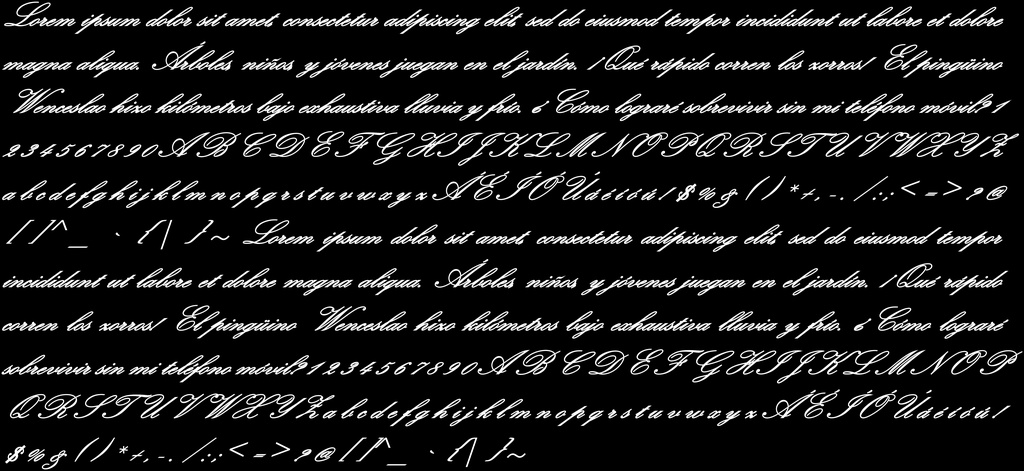 Lorem ipsum dolor sit amet, consectetur adipiscing elit, sed do eiusmod tempor incididunt ut labore et dolore
magna aliqua. Árboles, niños, y jóvenes juegan en el jardín. ¡Qué rápido corren los zorros! El pingüino
Wenceslao hizo kilómetros bajo exhaustiva lluvia y frío. ¿Cómo lograré sobrevivir sin mi teléfono móvil? 1
2 3 4 5 6 7 8 9 0 A B C D E F G H I J K L M N O P Q R S T U V W X Y Z
a b c d e f g h i j k l m n o p q r s t u v w x y z Á É Í Ó Ú á é í ó ú ! $ % & ( ) * + , - . / : ; < = > ? @
[ ] ^ _ ` { | } ~ Lorem ipsum dolor sit amet, consectetur adipiscing elit, sed do eiusmod tempor
incididunt ut labore et dolore magna aliqua. Árboles, niños, y jóvenes juegan en el jardín. ¡Qué rápido
corren los zorros! El pingüino Wenceslao hizo kilómetros bajo exhaustiva lluvia y frío. ¿Cómo lograré
sobrevivir sin mi teléfono móvil? 1 2 3 4 5 6 7 8 9 0 A B C D E F G H I J K L M N O P
Q R S T U V W X Y Z a b c d e f g h i j k l m n o p q r s t u v w x y z Á É Í Ó Ú á é í ó ú !
$ % & ( ) * + , - . / : ; < = > ? @ [ ] ^ _ ` { | } ~